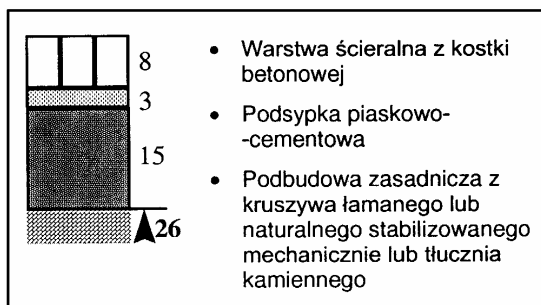 8
3
15
26
• Warstwa ścieralna z kostki
betonowej
• Podsypka piaskowo-
-cementowa
• Podbudowa zasadnicza z
kruszywa łamanego lub
naturalnego stabilizowanego
mechanicznie lub tłucznia
kamiennego